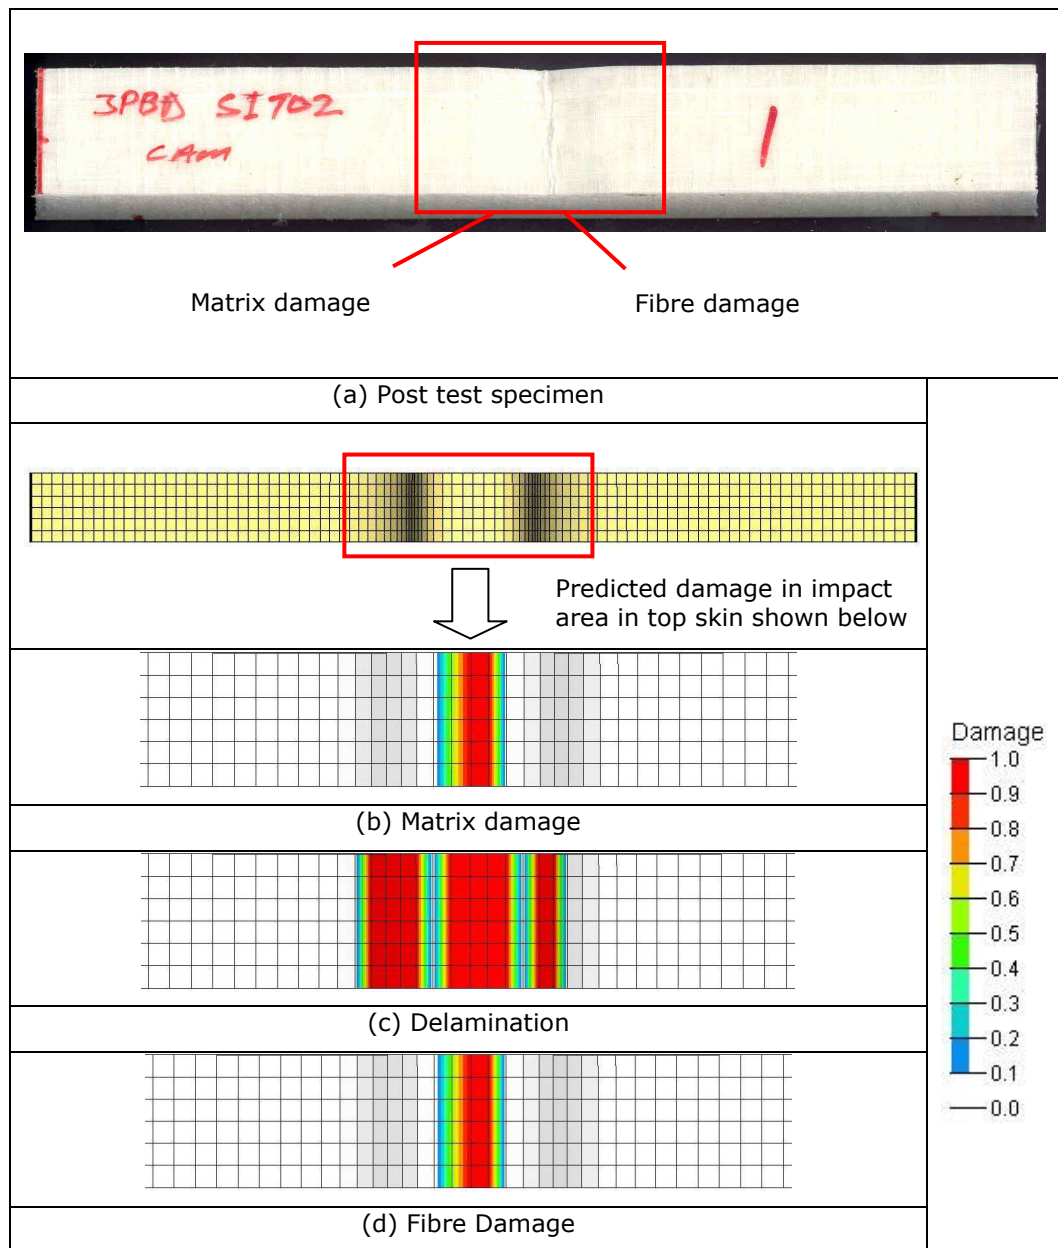 3PBD SIT02
CAM
1
Matrix damage
Fibre damage
(a) Post test specimen
Predicted damage in impact
area in top skin shown below
(b) Matrix damage
(c) Delamination
(d) Fibre Damage
Damage
1.0
0.9
0.8
0.7
0.6
0.5
0.4
0.3
0.2
0.1
0.0